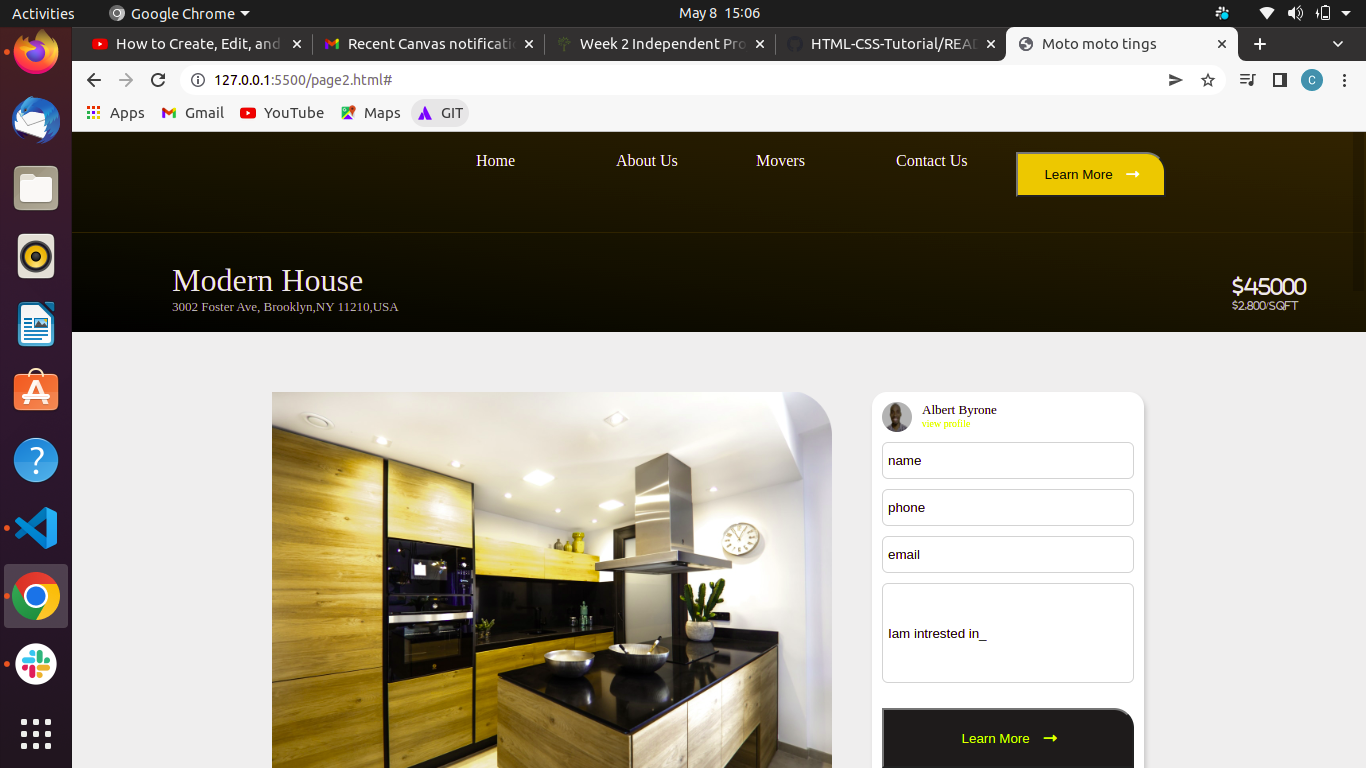 Activities
Google Chrome
May 8 15:06
How to Create, Edit, and
Recent Canvas notificati
Week 2 Independent Pro
HTML-CSS-Tutorial/READ
Moto moto tings
127.0.0.1:5500/page2.html#
C
Apps
Gmail
YouTube
Maps
GIT
Home
About Us
Movers
Contact Us
Learn More →
Modern House
3002 Foster Ave, Brooklyn,NY 11210,USA
$45000
$2,800/SQFT
Albert Byrone
view profile
name
phone
email
Iam intrested in_
Learn More →